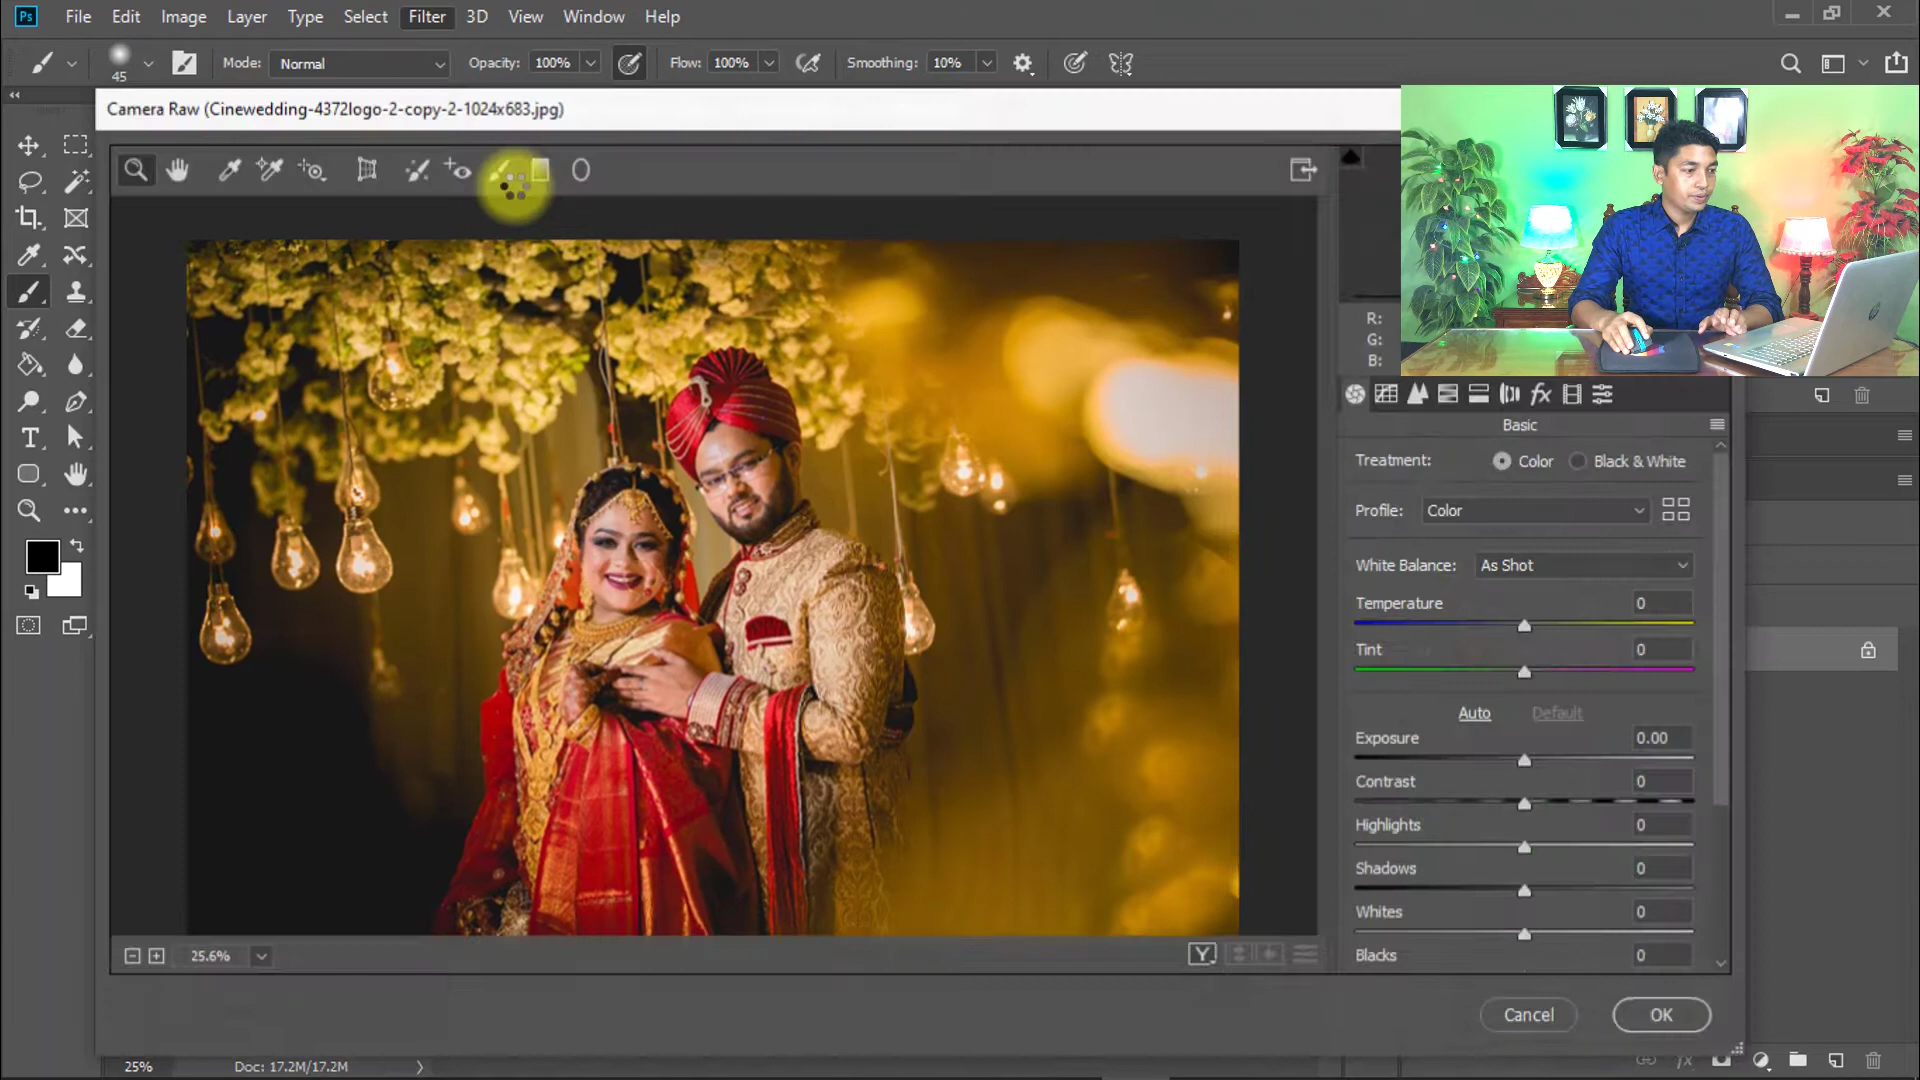 Ps File Edit Image Layer Type Select Filter 3D View Window Help
45 Mode: Normal Opacity: 100% Flow: 100% Smoothing: 10%
Camera Raw (Cinewedding-4372logo-2-copy-2-1024x683.jpg)
R:
G:
B:
fx
Basic
Treatment: Color Black & White
Profile: Color
White Balance: As Shot
Temperature 0
Tint 0
Auto Default
Exposure 0.00
Contrast 0
Highlights 0
Shadows 0
Whites 0
Blacks 0
25.6% Y
Cancel OK
25% Doc: 17.2M/17.2M
fx